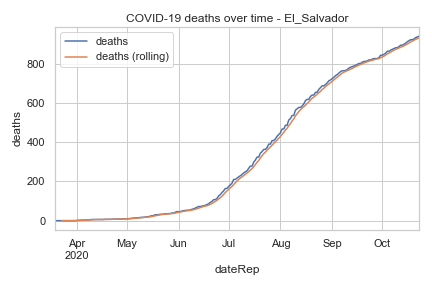 COVID-19 deaths over time - El_Salvador
deaths
deaths (rolling)
deaths
800
600
400
200
0
Apr May Jun Jul Aug Sep Oct
2020
dateRep